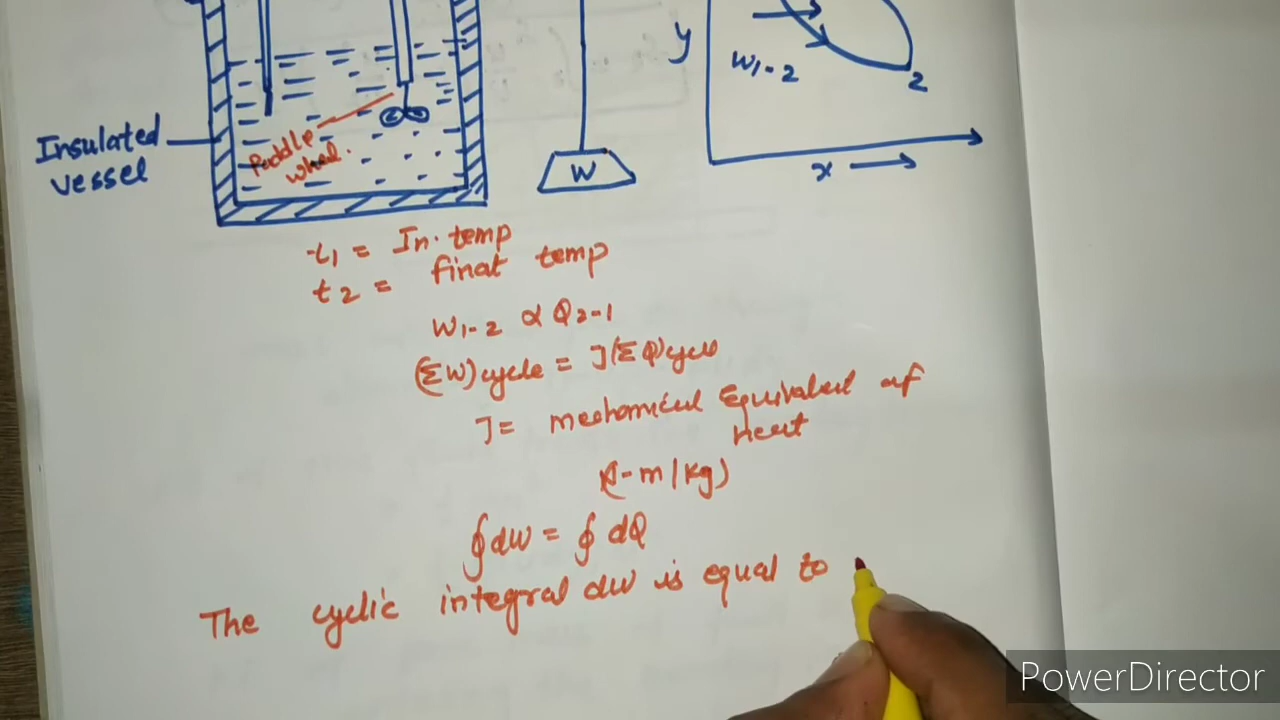 y
W1-2
2
x
Insulated
vessel
Paddle
wheel.
W
t1 = In. temp
t2 = final temp
W1-2 ∝ Q2-1
(ΣW)cycle = J(ΣQ)cycle
J = mechanical Equivalent of
heat
-m/kg)
∮dW = ∮ dQ
The cyclic integral dW is equal to
PowerDirector